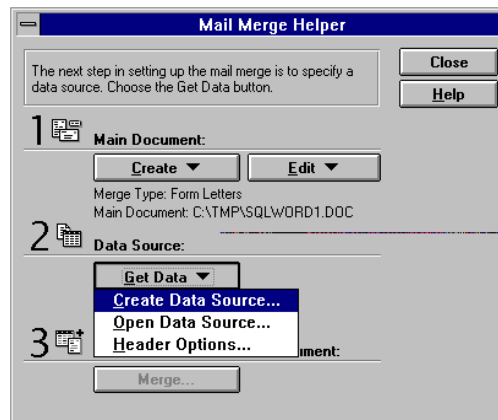 Mail Merge Helper
The next step in setting up the mail merge is to specify a
data source. Choose the Get Data button.
Close
Help
1 Main Document:
Create Edit
Merge Type: Form Letters
Main Document: C:\TMP\SQLWORD1.DOC
2 Data Source:
Get Data
Create Data Source...
Open Data Source...
Header Options...
3 ument:
Merge...